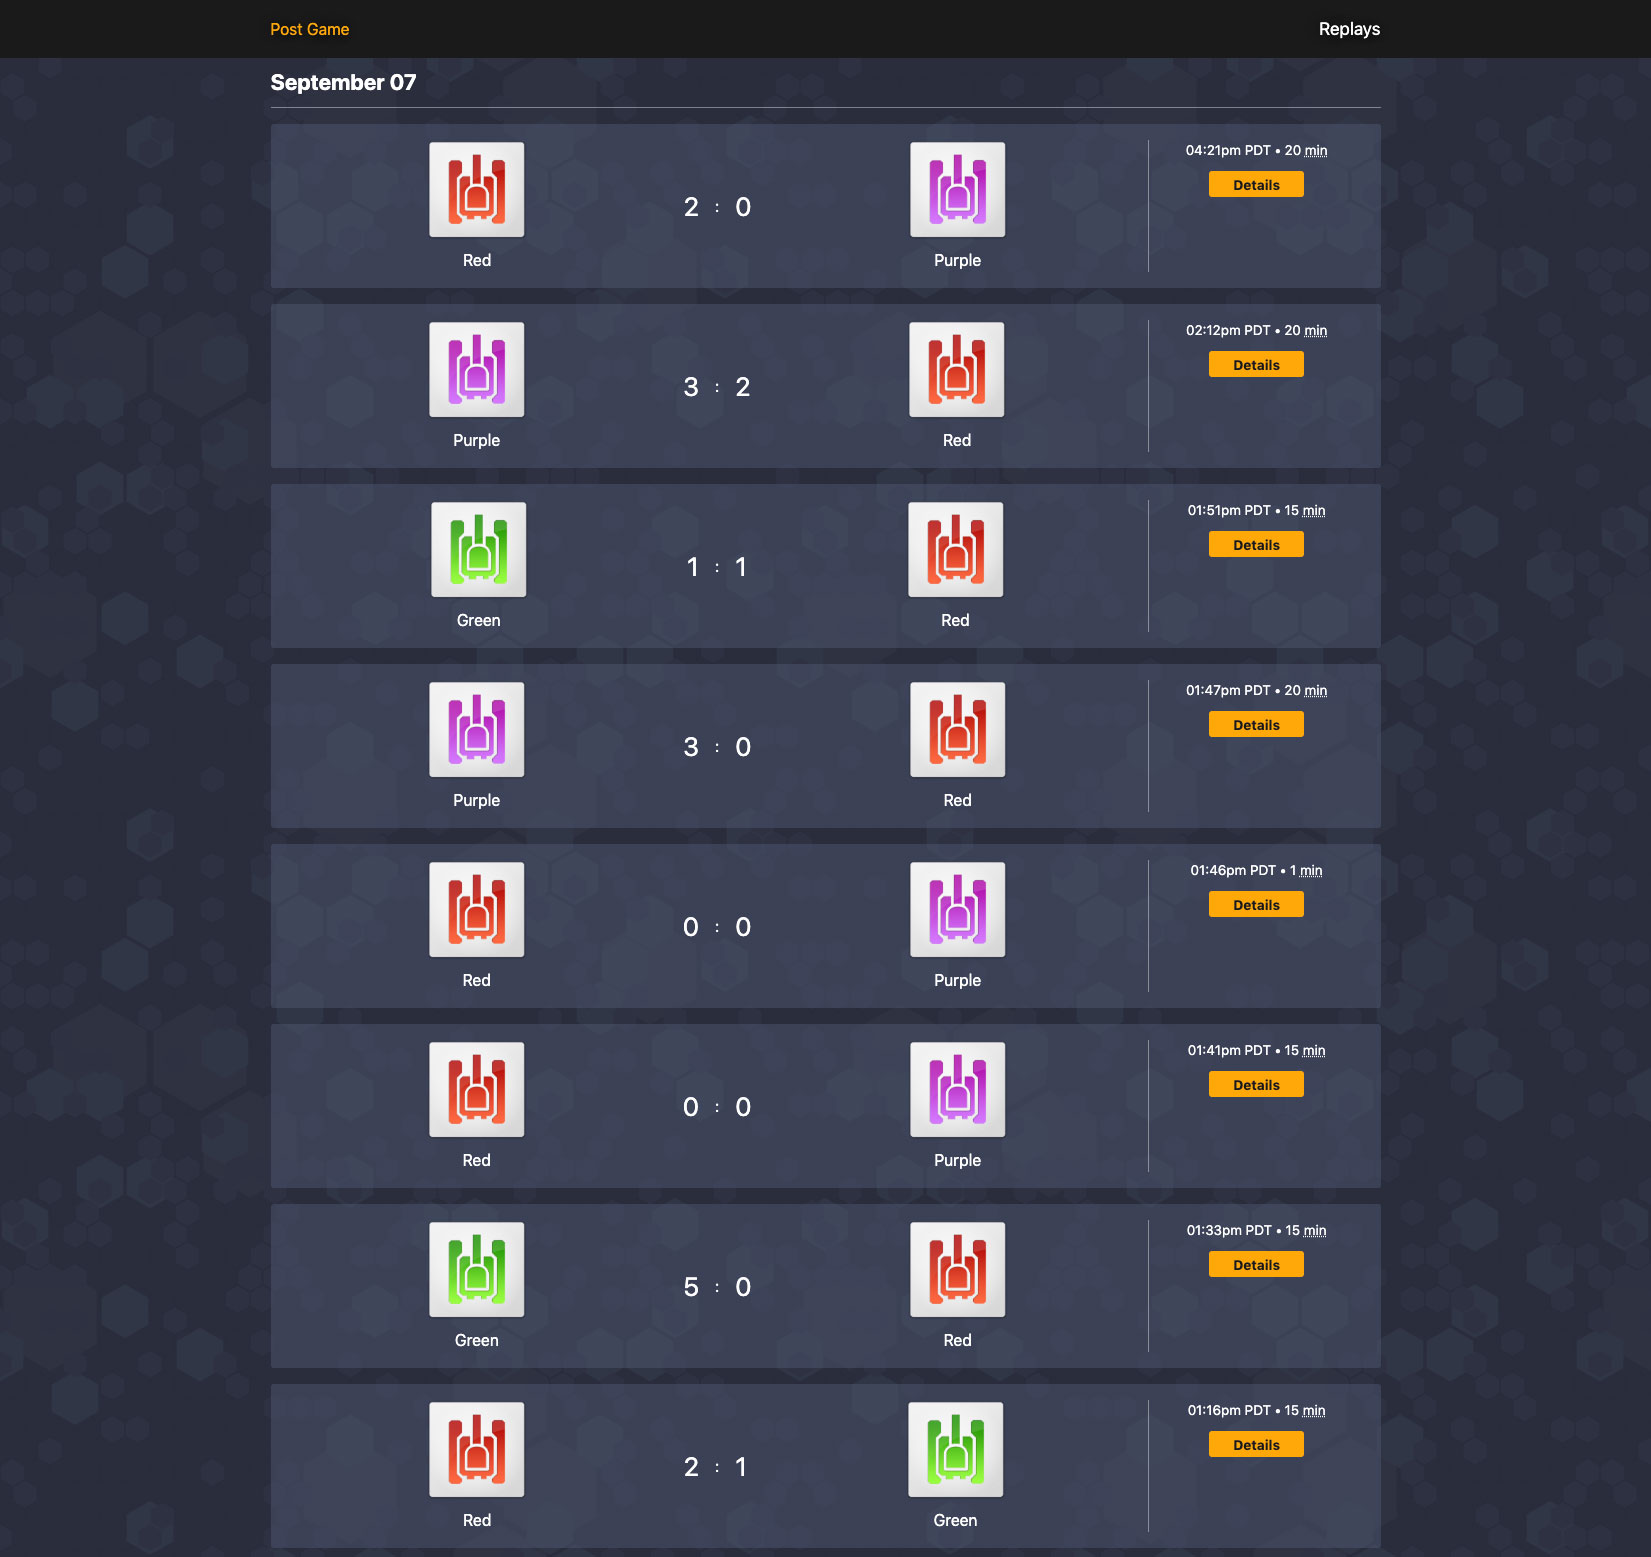 Post Game
Replays
September 07
Red
2 : 0
Purple
04:21pm PDT • 20 min
Details
Purple
3 : 2
Red
02:12pm PDT • 20 min
Details
Green
1 : 1
Red
01:51pm PDT • 15 min
Details
Purple
3 : 0
Red
01:47pm PDT • 20 min
Details
Red
0 : 0
Purple
01:46pm PDT • 1 min
Details
Red
0 : 0
Purple
01:41pm PDT • 15 min
Details
Green
5 : 0
Red
01:33pm PDT • 15 min
Details
Red
2 : 1
Green
01:16pm PDT • 15 min
Details